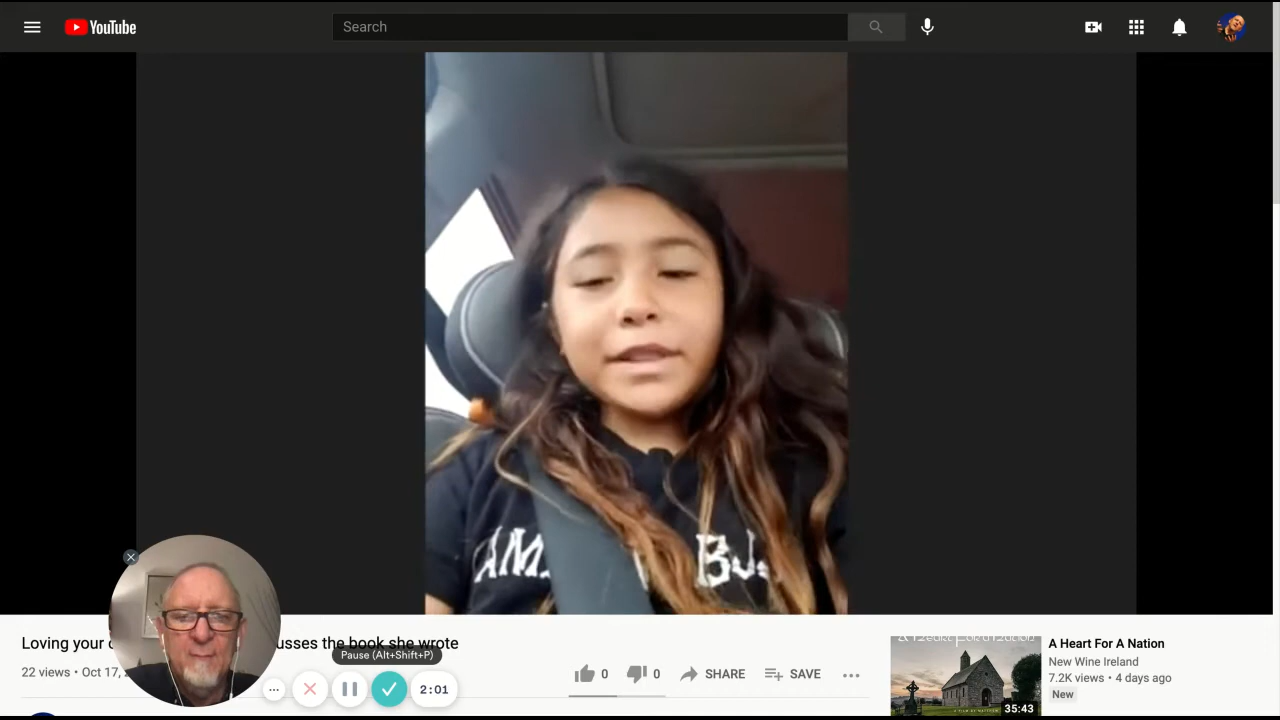 YouTube
Search
Loving your
usses the book she wrote
22 views • Oct 17,
Pause (Alt+Shift+P)
2:01
0
0
SHARE
SAVE
A Heart For A Nation
New Wine Ireland
7.2K views • 4 days ago
New
35:43